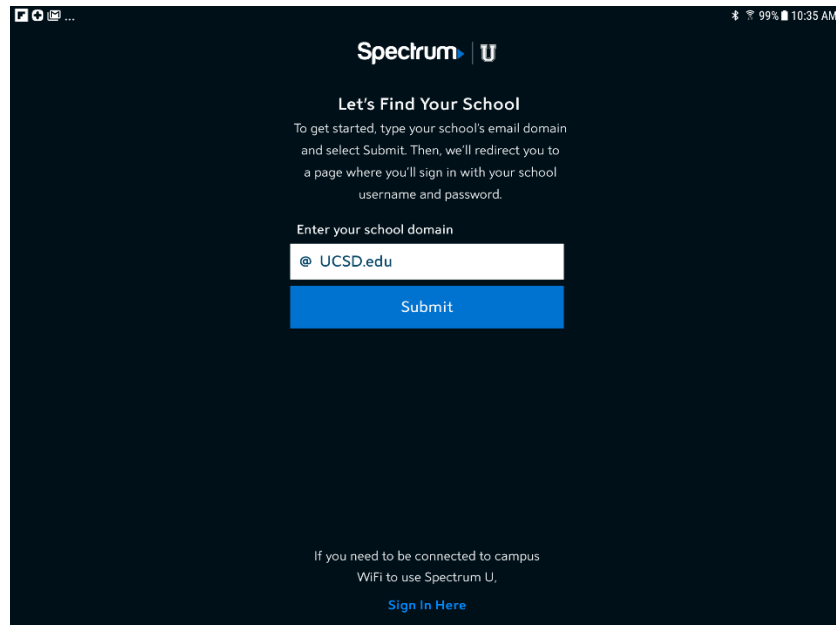 ... 99% 10:35 AM
Spectrum U
Let's Find Your School
To get started, type your school's email domain
and select Submit. Then, we'll redirect you to
a page where you'll sign in with your school
username and password.
Enter your school domain
@ UCSD.edu
Submit
If you need to be connected to campus
WiFi to use Spectrum U,
Sign In Here